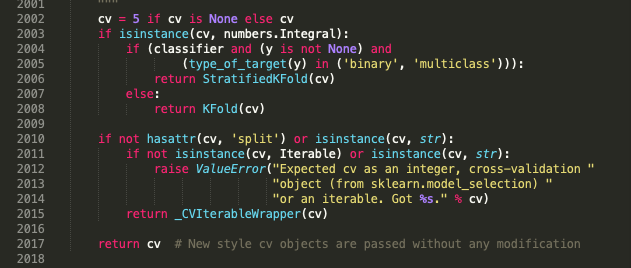 2001 """
2002 cv = 5 if cv is None else cv
2003 if isinstance(cv, numbers.Integral):
2004 if (classifier and (y is not None) and
2005 (type_of_target(y) in ('binary', 'multiclass'))):
2006 return StratifiedKFold(cv)
2007 else:
2008 return KFold(cv)
2009
2010 if not hasattr(cv, 'split') or isinstance(cv, str):
2011 if not isinstance(cv, Iterable) or isinstance(cv, str):
2012 raise ValueError("Expected cv as an integer, cross-validation "
2013 "object (from sklearn.model_selection) "
2014 "or an iterable. Got %s." % cv)
2015 return _CVIterableWrapper(cv)
2016
2017 return cv # New style cv objects are passed without any modification
2018